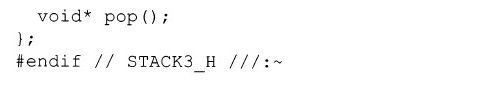 void* pop();
};
#endif // STACK3_H ///:~